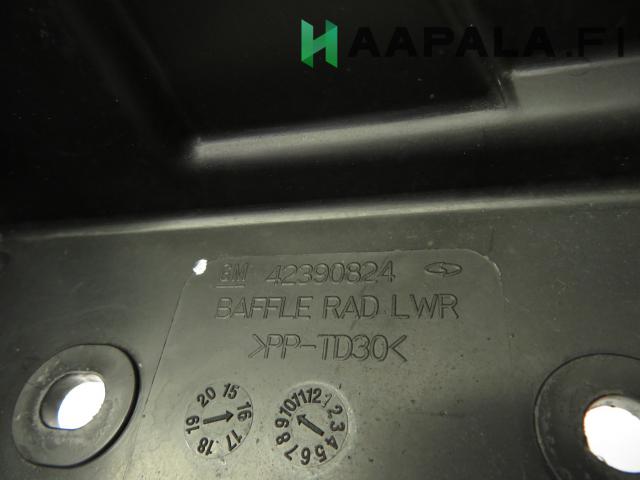 HAAPALA.FI
GM 42390824
BAFFLE RAD LWR
>PP-TD30<
15 16 17 18 19 20
1 2 3 4 5 6 7 8 9 10 11 12